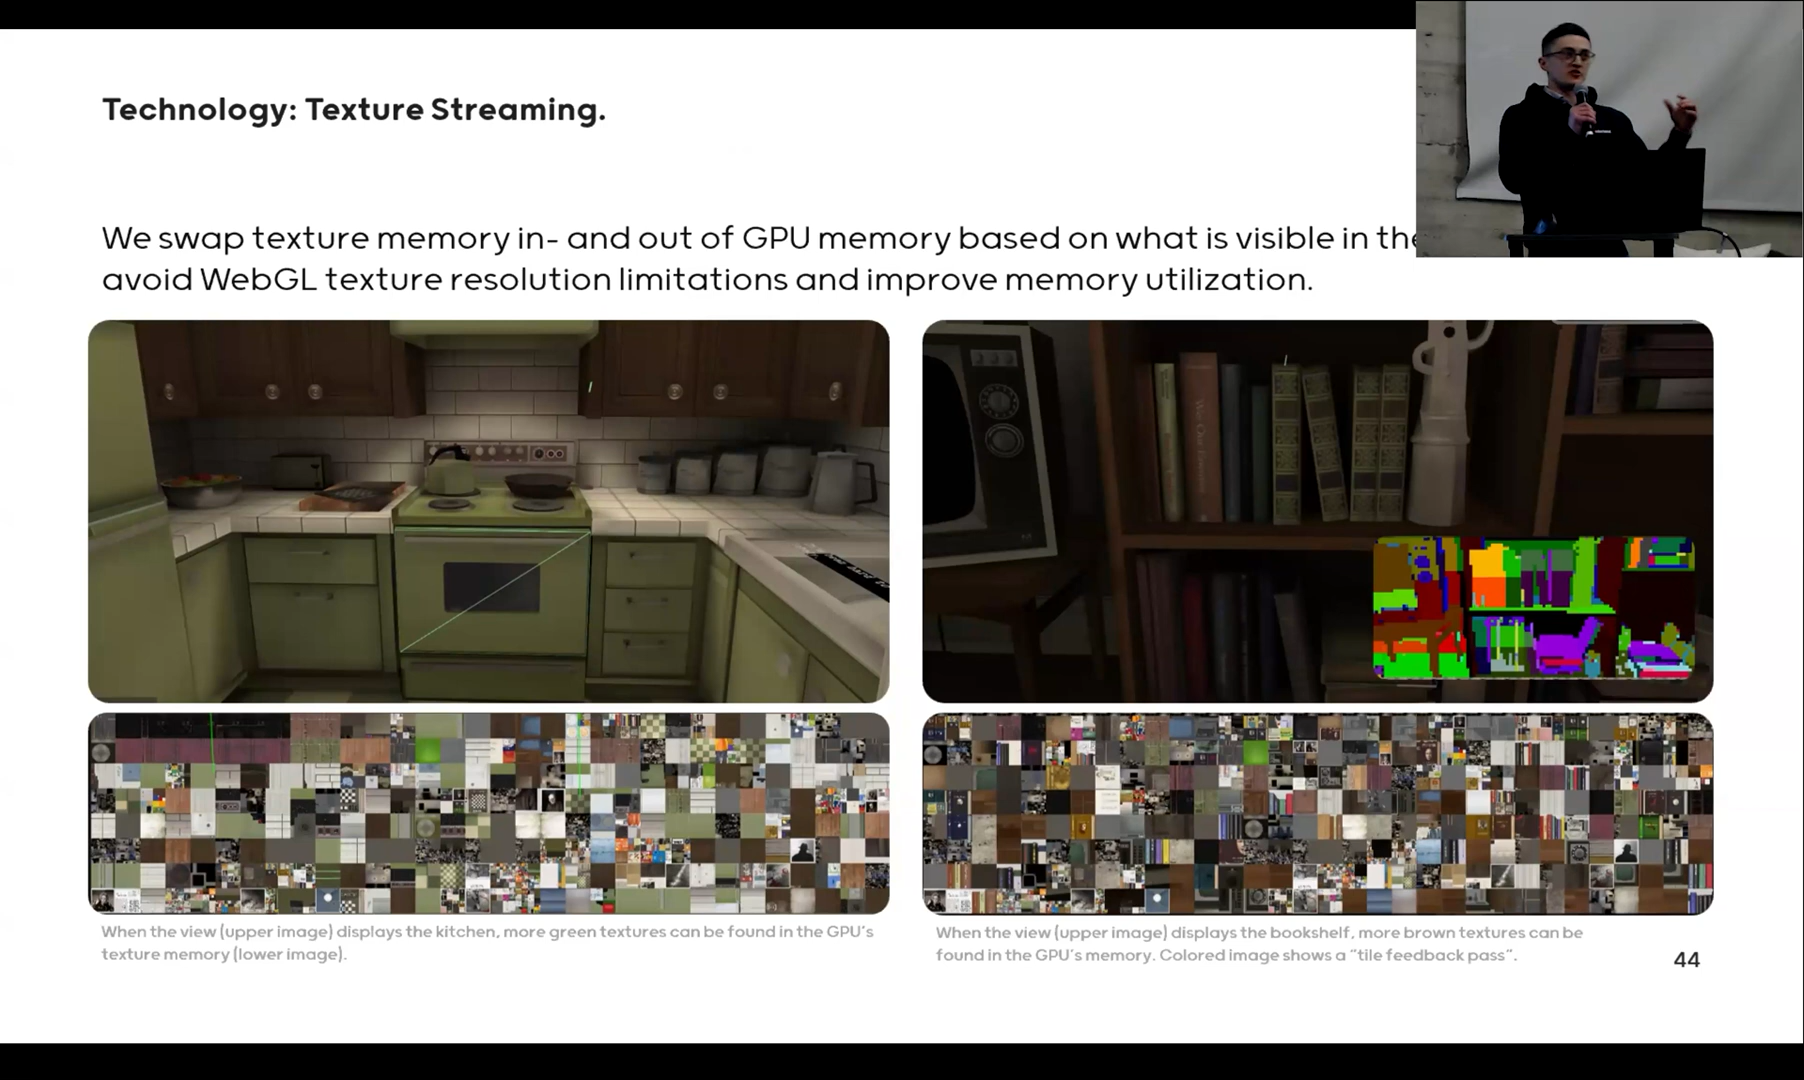 Technology: Texture Streaming.
We swap texture memory in- and out of GPU memory based on what is visible in the
avoid WebGL texture resolution limitations and improve memory utilization.
When the view (upper image) displays the kitchen, more green textures can be found in the GPU's
texture memory (lower image).
When the view (upper image) displays the bookshelf, more brown textures can be
found in the GPU's memory. Colored image shows a "tile feedback pass".
44